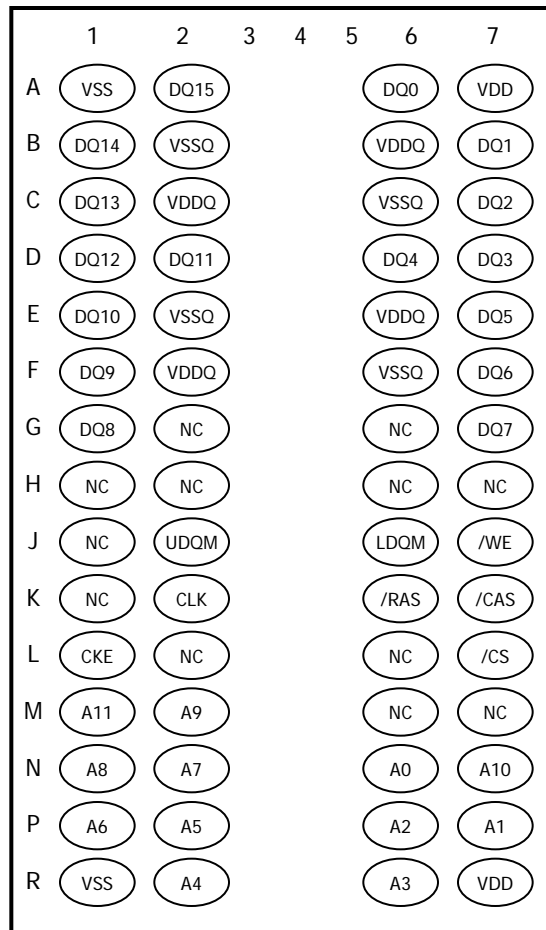 1 2 3 4 5 6 7
A VSS DQ15 DQ0 VDD
B DQ14 VSSQ VDDQ DQ1
C DQ13 VDDQ VSSQ DQ2
D DQ12 DQ11 DQ4 DQ3
E DQ10 VSSQ VDDQ DQ5
F DQ9 VDDQ VSSQ DQ6
G DQ8 NC NC DQ7
H NC NC NC NC
J NC UDQM LDQM /WE
K NC CLK /RAS /CAS
L CKE NC NC /CS
M A11 A9 NC NC
N A8 A7 A0 A10
P A6 A5 A2 A1
R VSS A4 A3 VDD